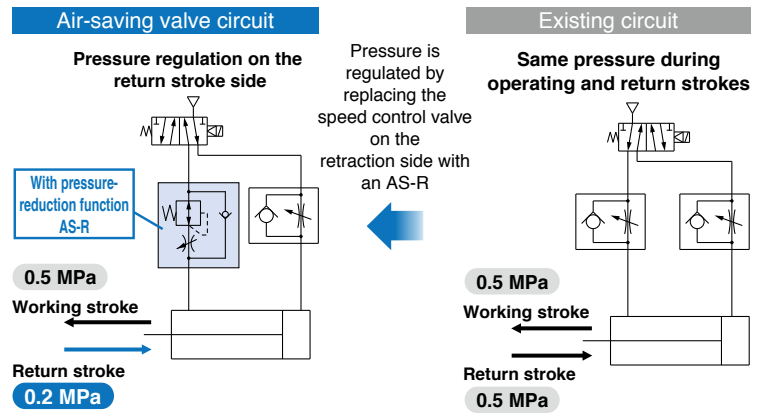 Air-saving valve circuit
Pressure regulation on the
return stroke side
With pressure-
reduction function
AS-R
0.5 MPa
Working stroke
Return stroke
0.2 MPa
Pressure is
regulated by
replacing the
speed control valve
on the
retraction side with
an AS-R
Existing circuit
Same pressure during
operating and return strokes
0.5 MPa
Working stroke
Return stroke
0.5 MPa